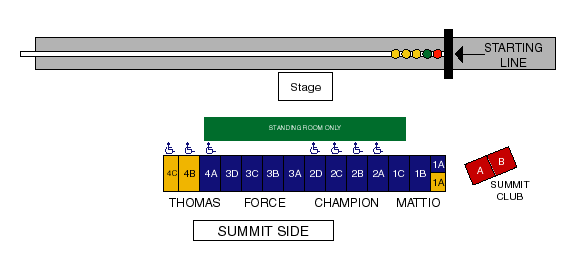 STARTING
LINE
Stage
STANDING ROOM ONLY
4C 4B 4A 3D 3C 3B 3A 2D 2C 2B 2A 1C 1B 1A
1A
A B
SUMMIT
CLUB
THOMAS FORCE CHAMPION MATTIO
SUMMIT SIDE